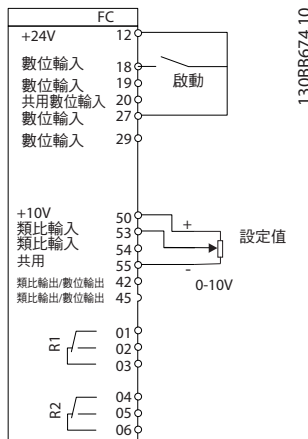 FC
+24V 12
數位輸入 18
數位輸入 19
共用數位輸入 20
數位輸入 27
數位輸入 29
啟動
+10V 50
類比輸入 53
類比輸入 54
共用 55
類比輸出/數位輸出 42
類比輸出/數位輸出 45
+
-
設定值
0-10V
R1
01
02
03
R2
04
05
06
130BB674.10